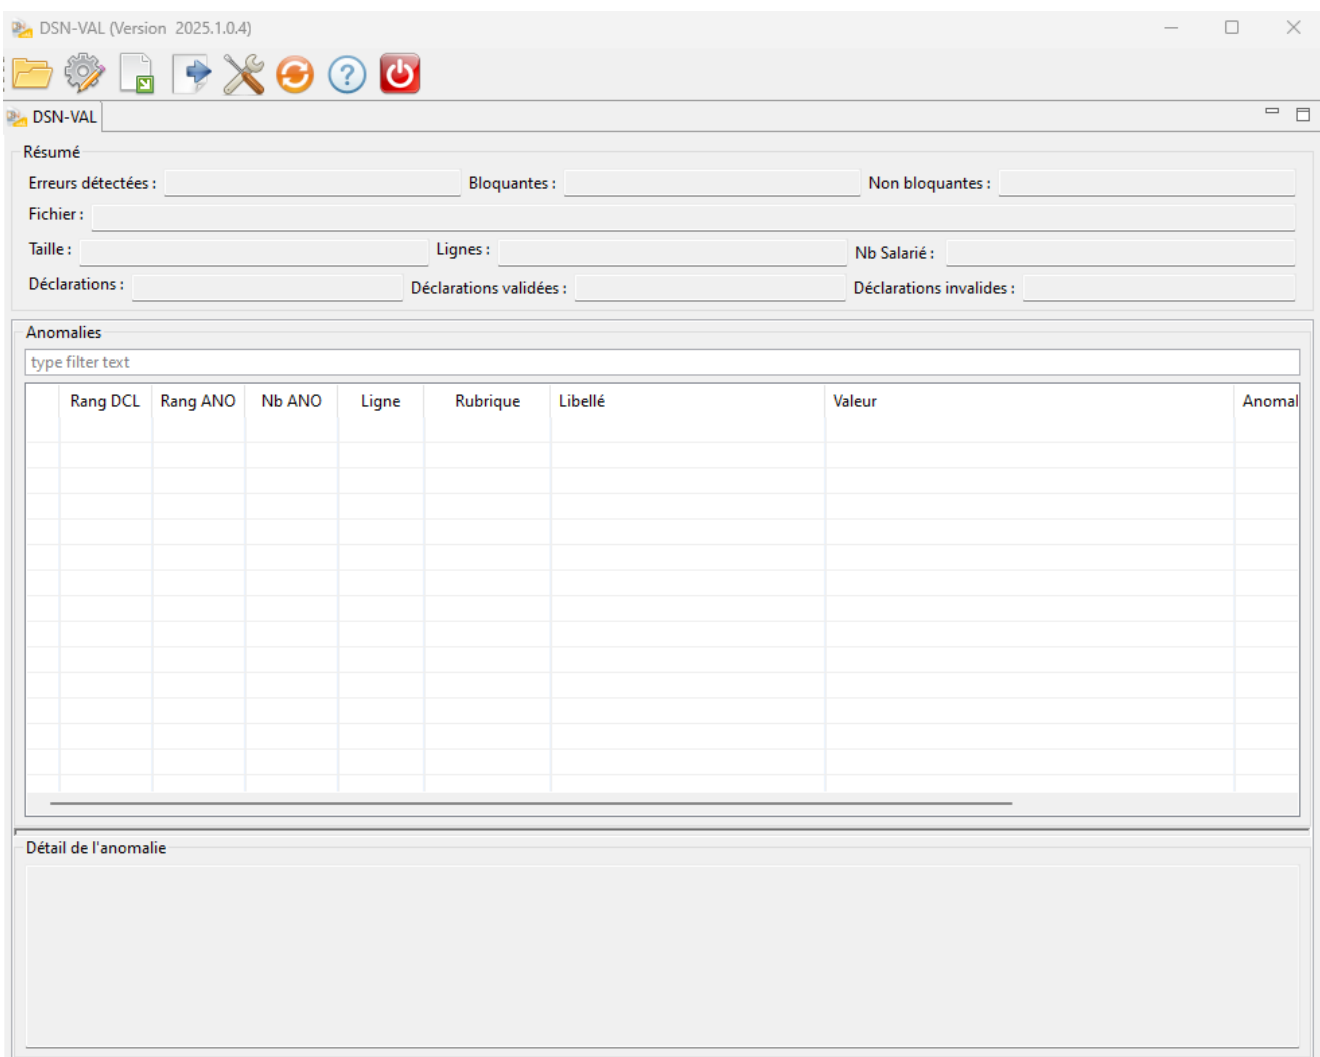 DSN-VAL (Version 2025.1.0.4)
?
DSN-VAL
Résumé
Erreurs détectées : Bloquantes : Non bloquantes :
Fichier :
Taille : Lignes : Nb Salarié :
Déclarations : Déclarations validées : Déclarations invalides :
Anomalies
type filter text
Rang DCL Rang ANO Nb ANO Ligne Rubrique Libellé Valeur Anomal
Détail de l'anomalie